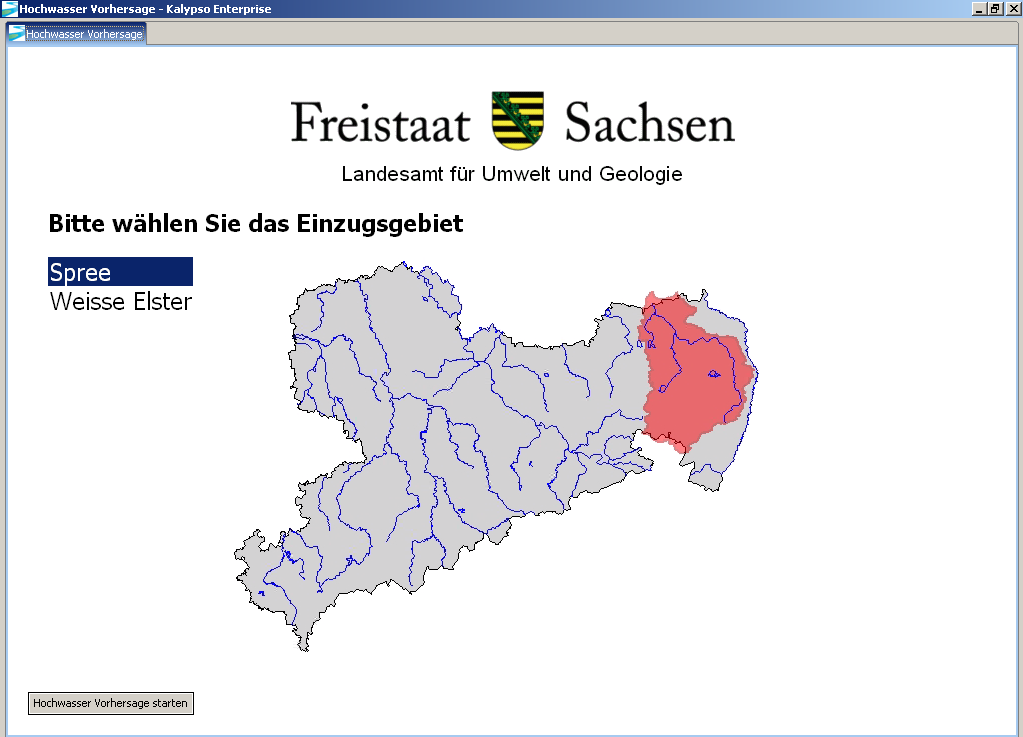 Hochwasser Vorhersage - Kalypso Enterprise
Hochwasser Vorhersage
Freistaat Sachsen
Landesamt für Umwelt und Geologie
Bitte wählen Sie das Einzugsgebiet
Spree
Weisse Elster
Hochwasser Vorhersage starten